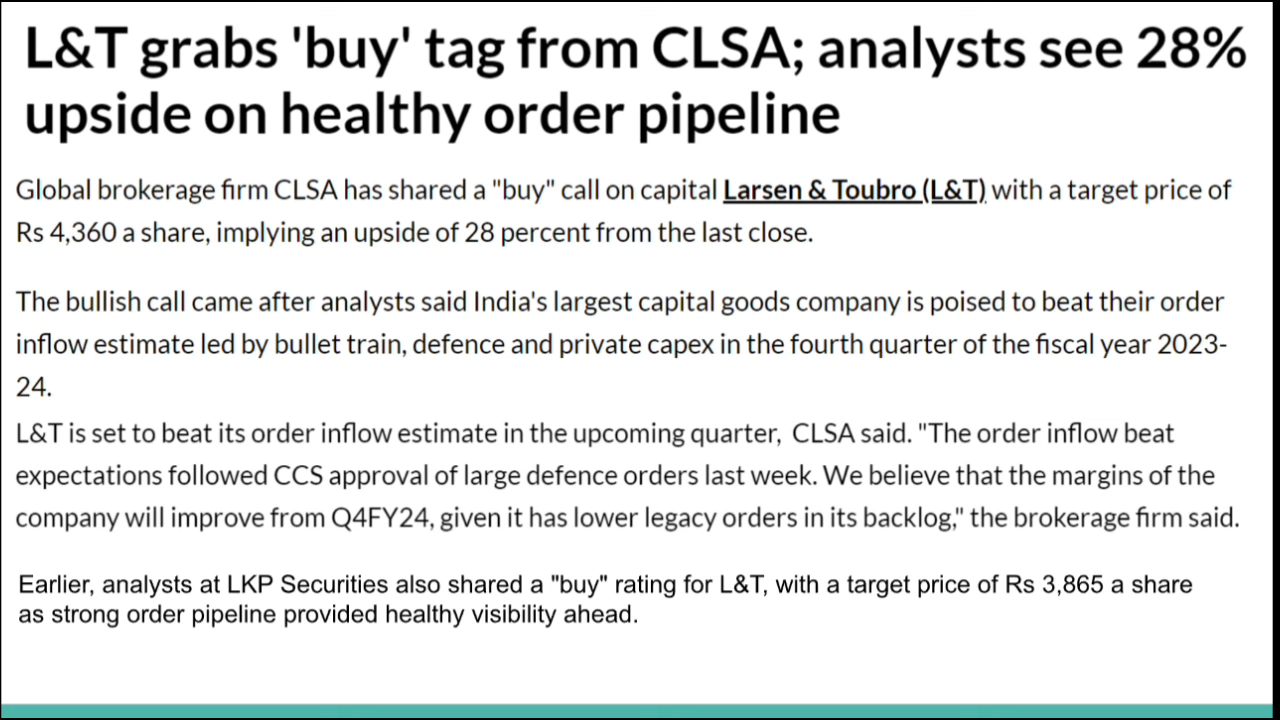 L&T grabs 'buy' tag from CLSA; analysts see 28%
upside on healthy order pipeline
Global brokerage firm CLSA has shared a "buy" call on capital Larsen & Toubro (L&T) with a target price of
Rs 4,360 a share, implying an upside of 28 percent from the last close.
The bullish call came after analysts said India's largest capital goods company is poised to beat their order
inflow estimate led by bullet train, defence and private capex in the fourth quarter of the fiscal year 2023-
24.
L&T is set to beat its order inflow estimate in the upcoming quarter, CLSA said. "The order inflow beat
expectations followed CCS approval of large defence orders last week. We believe that the margins of the
company will improve from Q4FY24, given it has lower legacy orders in its backlog," the brokerage firm said.
Earlier, analysts at LKP Securities also shared a "buy" rating for L&T, with a target price of Rs 3,865 a share
as strong order pipeline provided healthy visibility ahead.